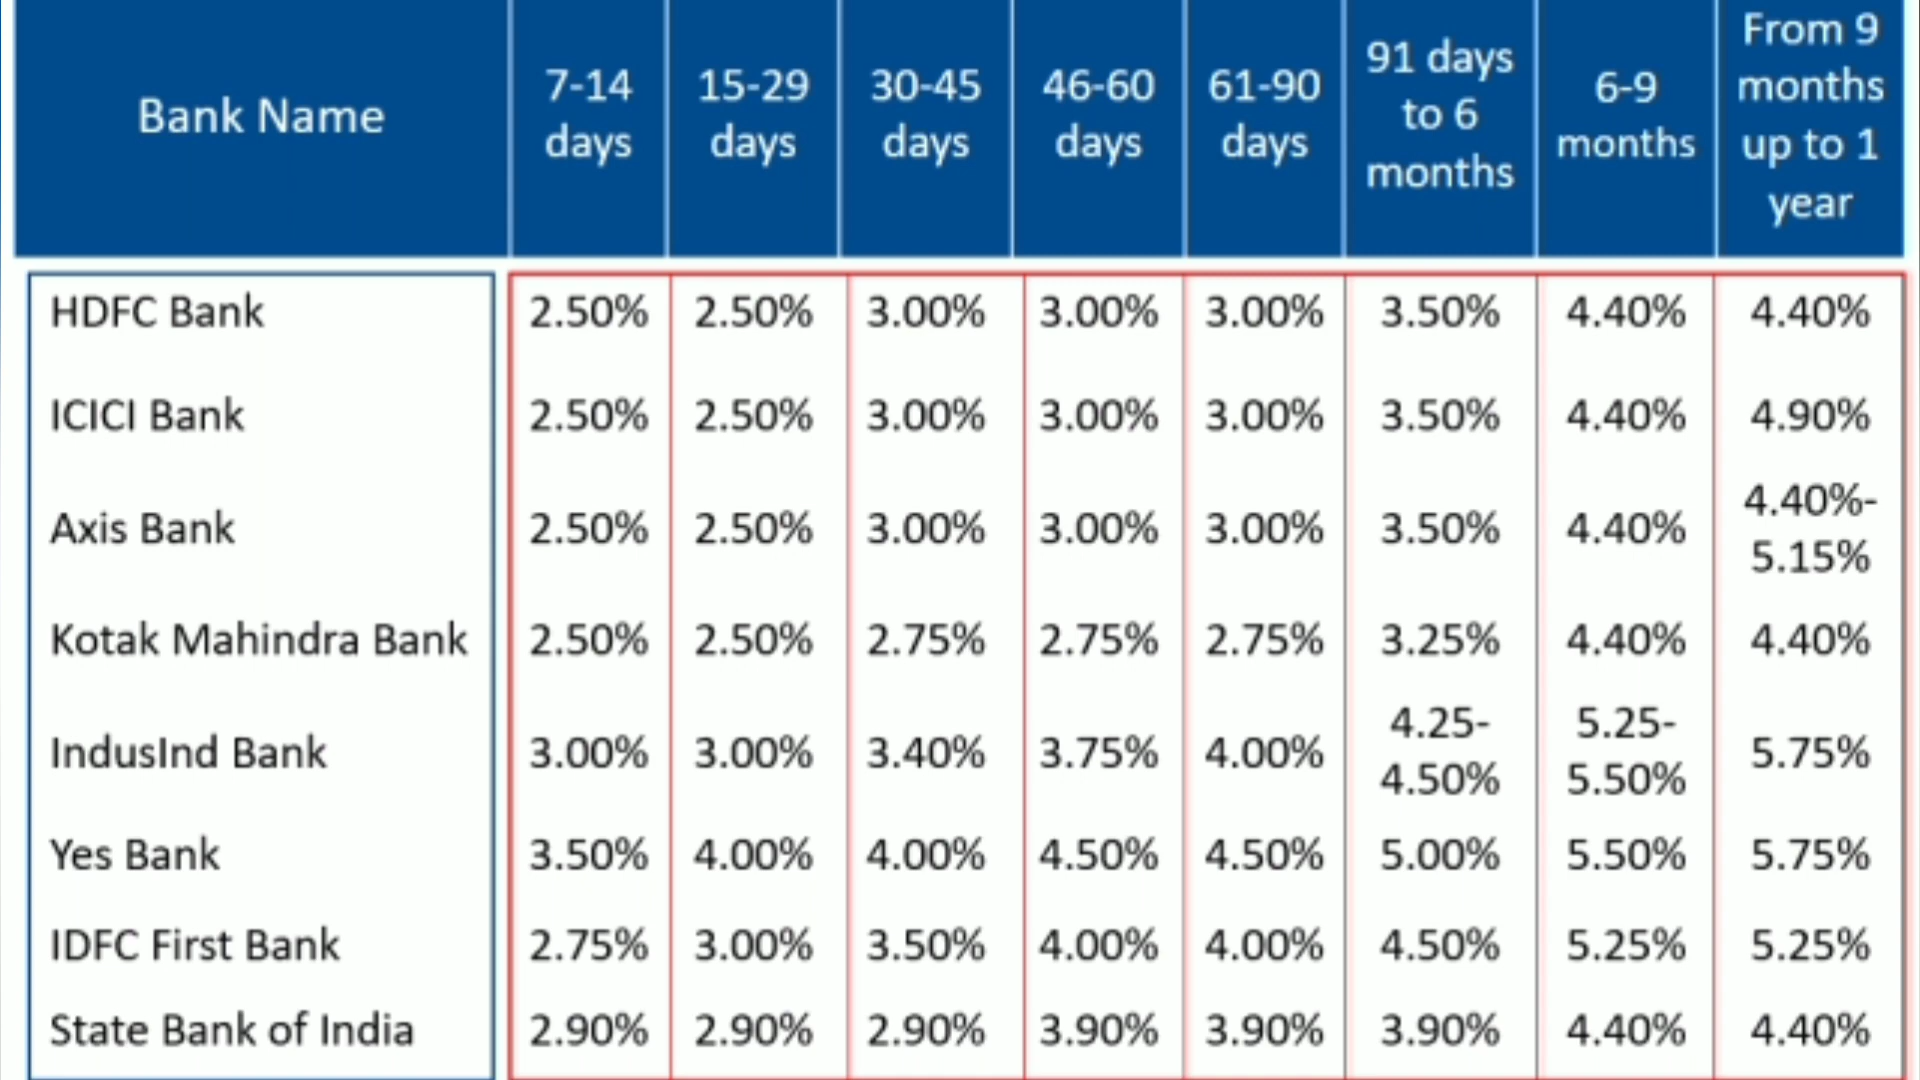 Bank Name
7-14
days
15-29
days
30-45
days
46-60
days
61-90
days
91 days
to 6
months
6-9
months
From 9
months
up to 1
year
HDFC Bank 2.50% 2.50% 3.00% 3.00% 3.00% 3.50% 4.40% 4.40%
ICICI Bank 2.50% 2.50% 3.00% 3.00% 3.00% 3.50% 4.40% 4.90%
Axis Bank 2.50% 2.50% 3.00% 3.00% 3.00% 3.50% 4.40% 4.40%-
5.15%
Kotak Mahindra Bank 2.50% 2.50% 2.75% 2.75% 2.75% 3.25% 4.40% 4.40%
IndusInd Bank 3.00% 3.00% 3.40% 3.75% 4.00% 4.25-
4.50%
5.25-
5.50%
5.75%
Yes Bank 3.50% 4.00% 4.00% 4.50% 4.50% 5.00% 5.50% 5.75%
IDFC First Bank 2.75% 3.00% 3.50% 4.00% 4.00% 4.50% 5.25% 5.25%
State Bank of India 2.90% 2.90% 2.90% 3.90% 3.90% 3.90% 4.40% 4.40%